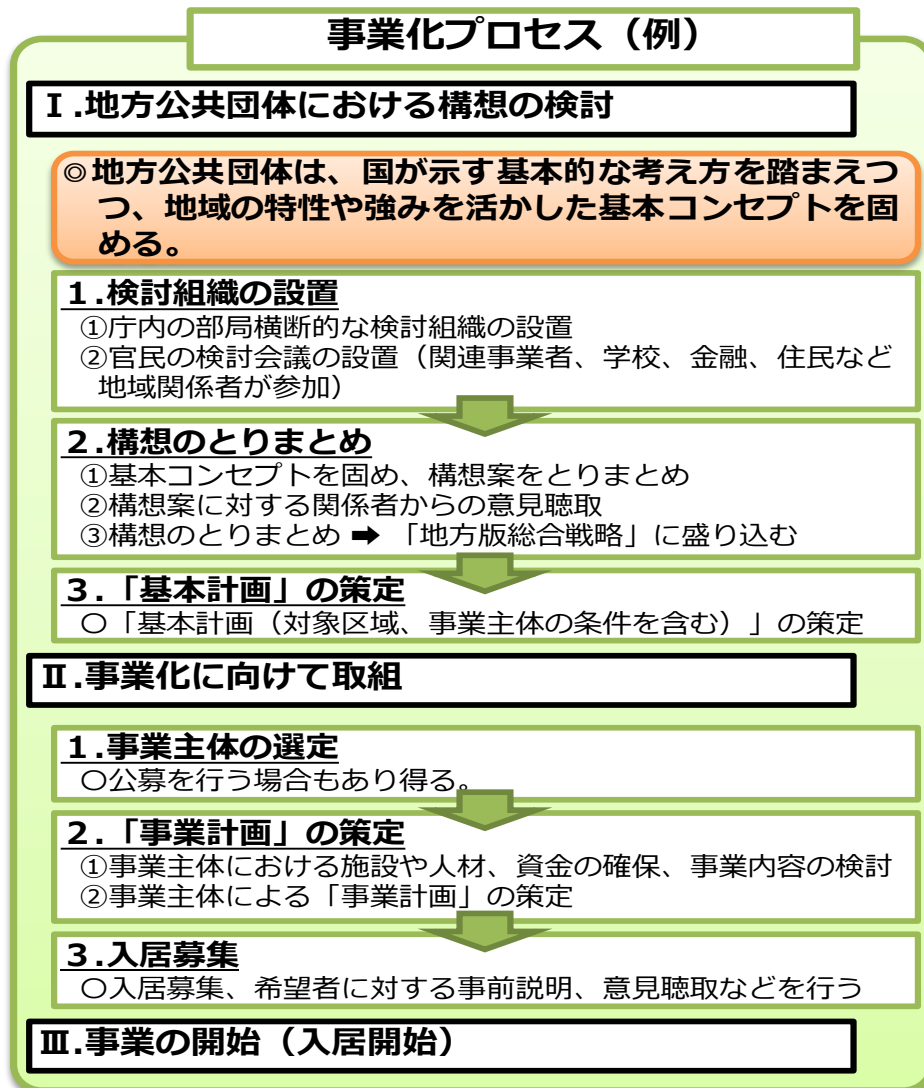 事業化プロセス（例）
Ⅰ.地方公共団体における構想の検討
◎地方公共団体は、国が示す基本的な考え方を踏まえつ
つ、地域の特性や強みを活かした基本コンセプトを固
める。
１.検討組織の設置
①庁内の部局横断的な検討組織の設置
②官民の検討会議の設置（関連事業者、学校、金融、住民など
地域関係者が参加）
２.構想のとりまとめ
①基本コンセプトを固め、構想案をとりまとめ
②構想案に対する関係者からの意見聴取
③構想のとりまとめ ➡ 「地方版総合戦略」に盛り込む
３.「基本計画」の策定
○「基本計画（対象区域、事業主体の条件を含む）」の策定
Ⅱ.事業化に向けて取組
１.事業主体の選定
○公募を行う場合もあり得る。
２.「事業計画」の策定
①事業主体における施設や人材、資金の確保、事業内容の検討
②事業主体による「事業計画」の策定
３.入居募集
○入居募集、希望者に対する事前説明、意見聴取などを行う
Ⅲ.事業の開始（入居開始）